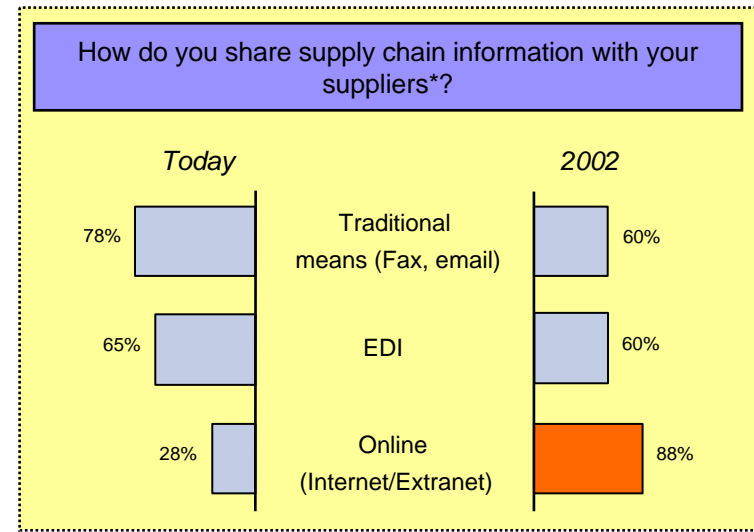 How do you share supply chain information with your
suppliers*?
Today
2002
78%
Traditional
means (Fax, email)
60%
65%
EDI
60%
28%
Online
(Internet/Extranet)
88%